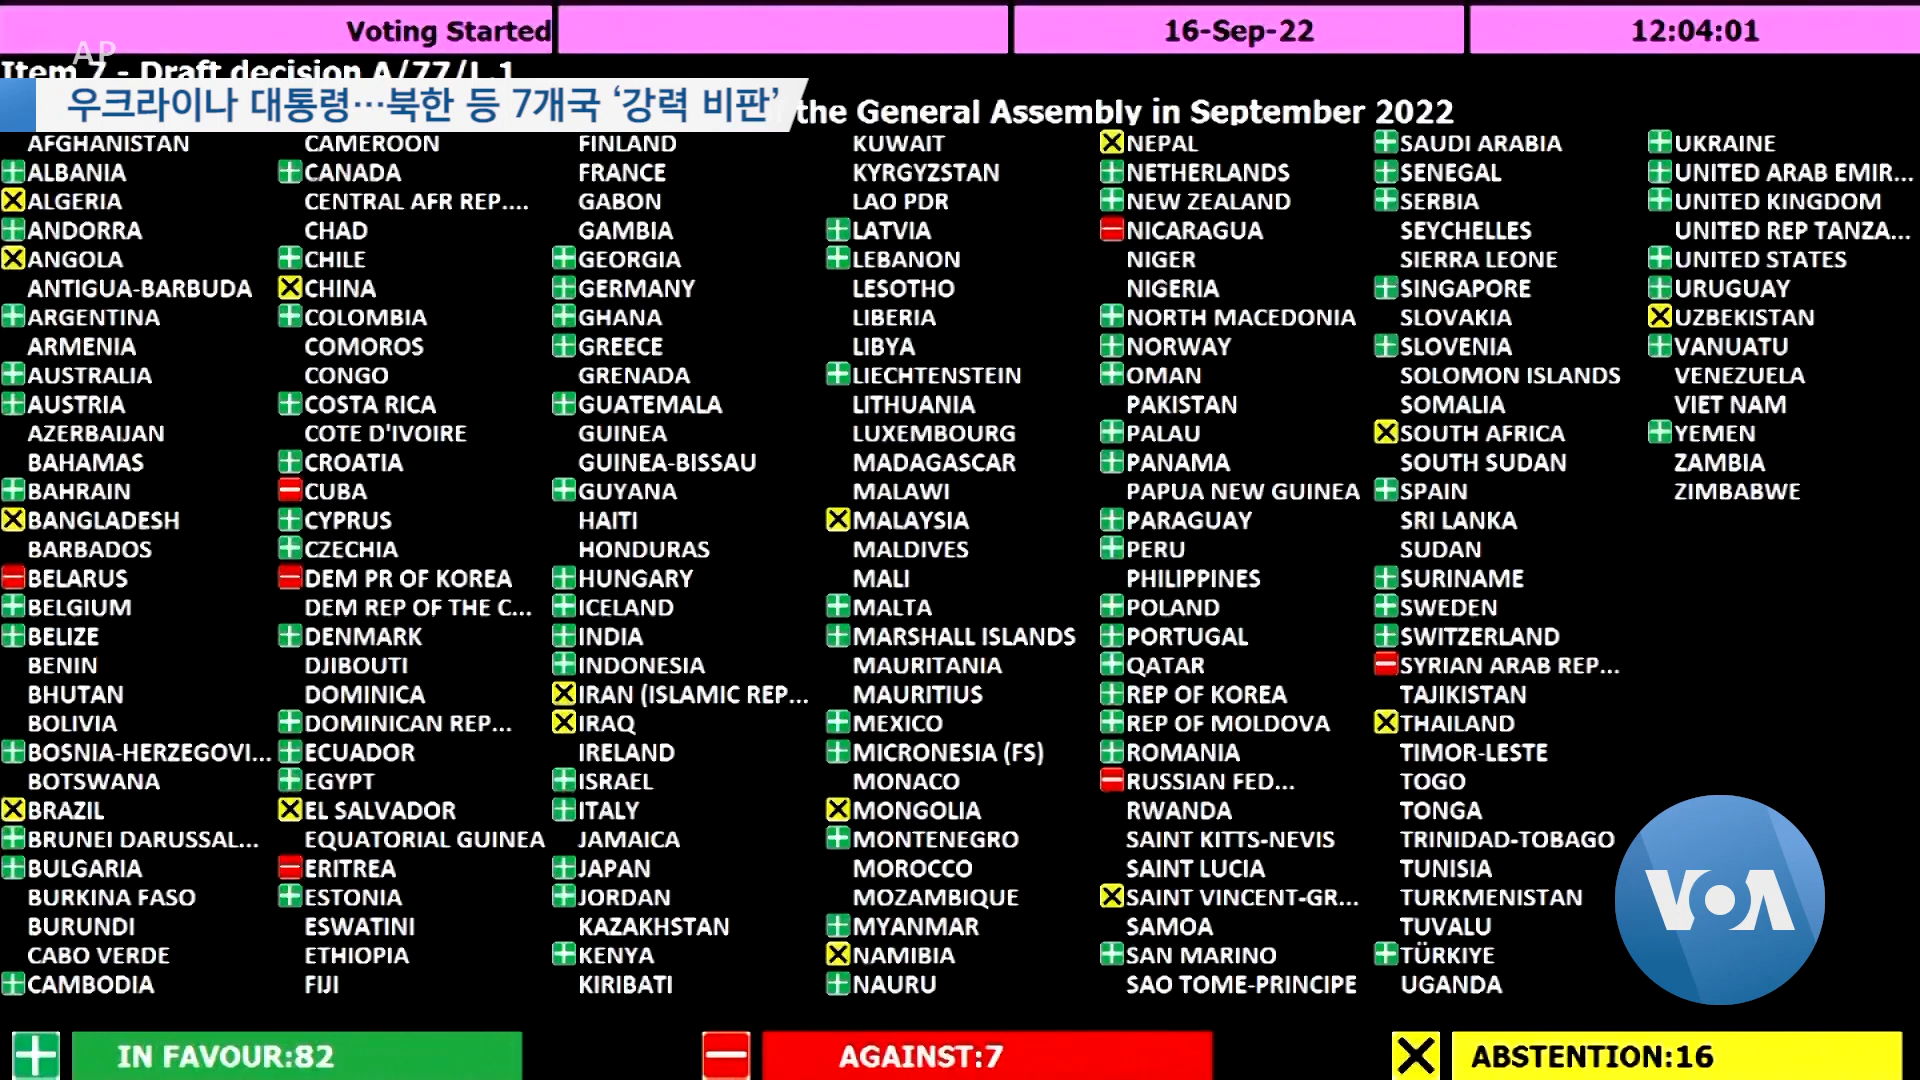 Voting Started
16-Sep-22
12:04:01
AP
Item 7 - Draft decision A/77/L.1
우크라이나 대통령…북한 등 7개국 ‘강력 비판’
the General Assembly in September 2022
AFGHANISTAN
ALBANIA
ALGERIA
ANDORRA
ANGOLA
ANTIGUA-BARBUDA
ARGENTINA
ARMENIA
AUSTRALIA
AUSTRIA
AZERBAIJAN
BAHAMAS
BAHRAIN
BANGLADESH
BARBADOS
BELARUS
BELGIUM
BELIZE
BENIN
BHUTAN
BOLIVIA
BOSNIA-HERZEGOVI...
BOTSWANA
BRAZIL
BRUNEI DARUSSAL...
BULGARIA
BURKINA FASO
BURUNDI
CABO VERDE
CAMBODIA
CAMEROON
CANADA
CENTRAL AFR REP....
CHAD
CHILE
CHINA
COLOMBIA
COMOROS
CONGO
COSTA RICA
COTE D'IVOIRE
CROATIA
CUBA
CYPRUS
CZECHIA
DEM PR OF KOREA
DEM REP OF THE C...
DENMARK
DJIBOUTI
DOMINICA
DOMINICAN REP...
ECUADOR
EGYPT
EL SALVADOR
EQUATORIAL GUINEA
ERITREA
ESTONIA
ESWATINI
ETHIOPIA
FIJI
FINLAND
FRANCE
GABON
GAMBIA
GEORGIA
GERMANY
GHANA
GREECE
GRENADA
GUATEMALA
GUINEA
GUINEA-BISSAU
GUYANA
HAITI
HONDURAS
HUNGARY
ICELAND
INDIA
INDONESIA
IRAN (ISLAMIC REP...
IRAQ
IRELAND
ISRAEL
ITALY
JAMAICA
JAPAN
JORDAN
KAZAKHSTAN
KENYA
KIRIBATI
KUWAIT
KYRGYZSTAN
LAO PDR
LATVIA
LEBANON
LESOTHO
LIBERIA
LIBYA
LIECHTENSTEIN
LITHUANIA
LUXEMBOURG
MADAGASCAR
MALAWI
MALAYSIA
MALDIVES
MALI
MALTA
MARSHALL ISLANDS
MAURITANIA
MAURITIUS
MEXICO
MICRONESIA (FS)
MONACO
MONGOLIA
MONTENEGRO
MOROCCO
MOZAMBIQUE
MYANMAR
NAMIBIA
NAURU
NEPAL
NETHERLANDS
NEW ZEALAND
NICARAGUA
NIGER
NIGERIA
NORTH MACEDONIA
NORWAY
OMAN
PAKISTAN
PALAU
PANAMA
PAPUA NEW GUINEA
PARAGUAY
PERU
PHILIPPINES
POLAND
PORTUGAL
QATAR
REP OF KOREA
REP OF MOLDOVA
ROMANIA
RUSSIAN FED...
RWANDA
SAINT KITTS-NEVIS
SAINT LUCIA
SAINT VINCENT-GR...
SAMOA
SAN MARINO
SAO TOME-PRINCIPE
SAUDI ARABIA
SENEGAL
SERBIA
SEYCHELLES
SIERRA LEONE
SINGAPORE
SLOVAKIA
SLOVENIA
SOLOMON ISLANDS
SOMALIA
SOUTH AFRICA
SOUTH SUDAN
SPAIN
SRI LANKA
SUDAN
SURINAME
SWEDEN
SWITZERLAND
SYRIAN ARAB REP...
TAJIKISTAN
THAILAND
TIMOR-LESTE
TOGO
TONGA
TRINIDAD-TOBAGO
TUNISIA
TURKMENISTAN
TUVALU
TÜRKIYE
UGANDA
UKRAINE
UNITED ARAB EMIR...
UNITED KINGDOM
UNITED REP TANZA...
UNITED STATES
URUGUAY
UZBEKISTAN
VANUATU
VENEZUELA
VIET NAM
YEMEN
ZAMBIA
ZIMBABWE
VOA
IN FAVOUR:82
AGAINST:7
ABSTENTION:16